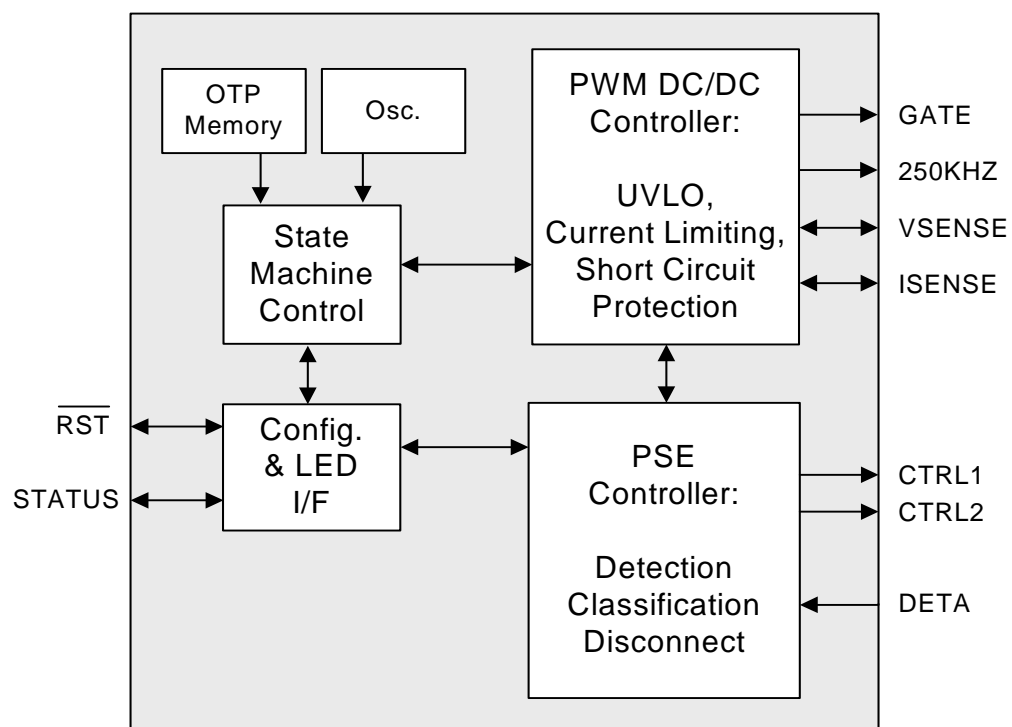 OTP
Memory
Osc.
PWM DC/DC
Controller:
UVLO,
Current Limiting,
Short Circuit
Protection
GATE
250KHZ
VSENSE
ISENSE
State
Machine
Control
RST
STATUS
Config.
& LED
I/F
PSE
Controller:
Detection
Classification
Disconnect
CTRL1
CTRL2
DETA